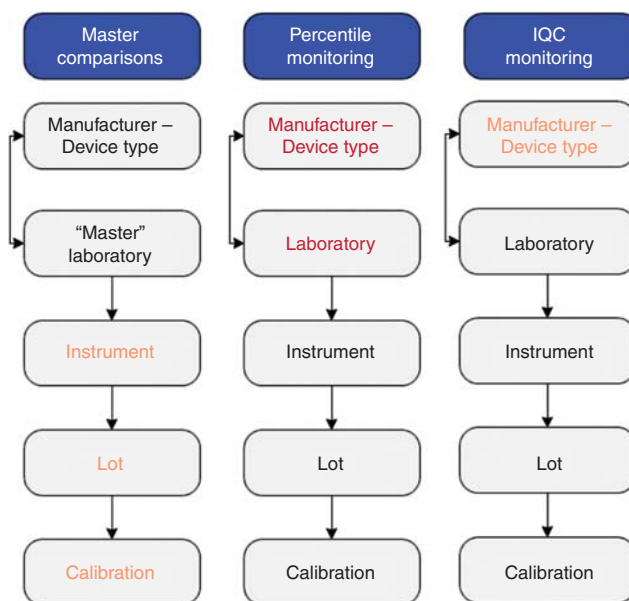 Master
comparisons
Manufacturer –
Device type
“Master”
laboratory
Instrument
Lot
Calibration
Percentile
monitoring
Manufacturer –
Device type
Laboratory
Instrument
Lot
Calibration
IQC
monitoring
Manufacturer –
Device type
Laboratory
Instrument
Lot
Calibration